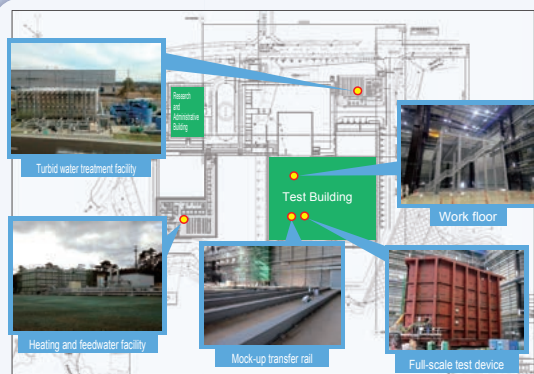 Turbid water treatment facility
Research
and
Administrative
Building
Test Building
Work floor
Heating and feedwater facility
Mock-up transfer rail
Full-scale test device